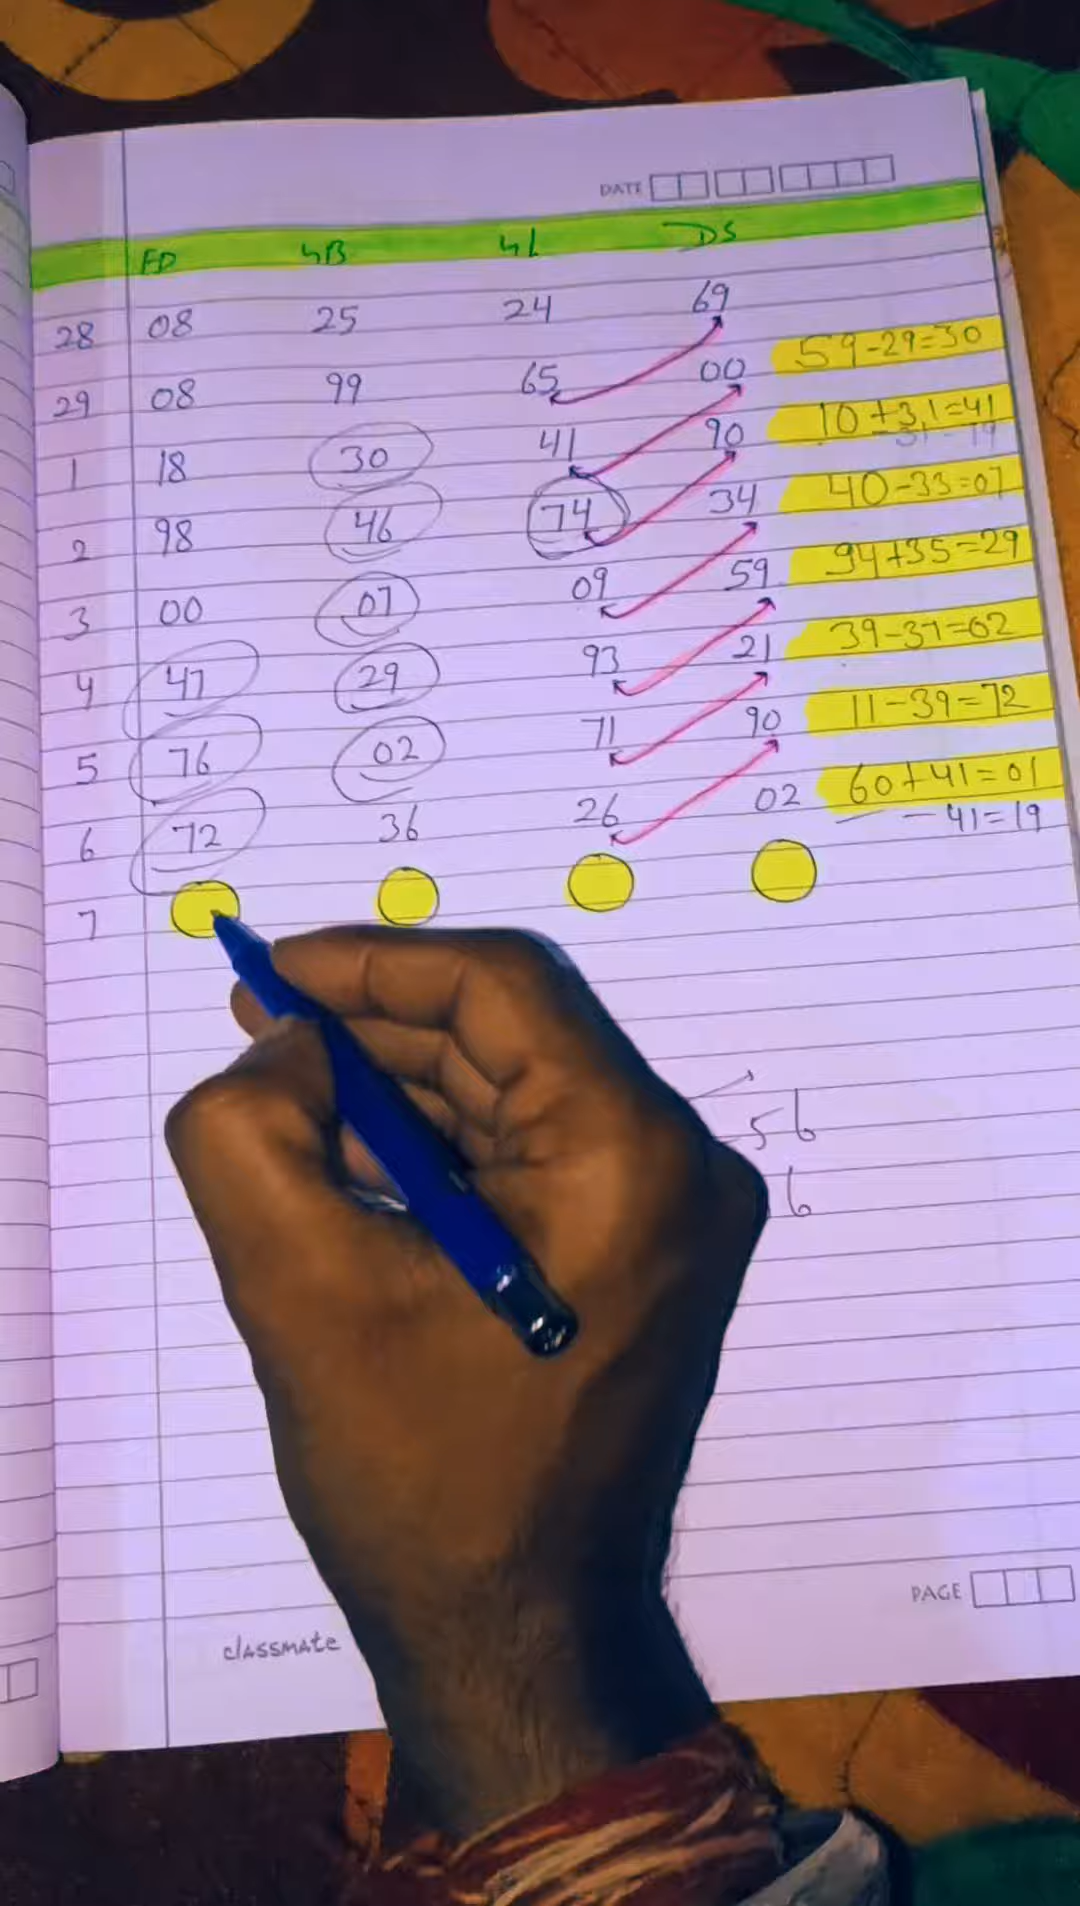 DATE
FD GB GL DS
28 08 25 24 69
29 08 99 65 00 59-29=30
1 18 30 41 90 10+31=41
-31-19
2 98 46 74 34 40-33=07
3 00 07 09 59 94+35=29
4 47 29 93 21 39-37=02
5 76 02 71 90 11-39=72
6 72 36 26 02 60+41=01
-41=19
7
56
6
PAGE
classmate